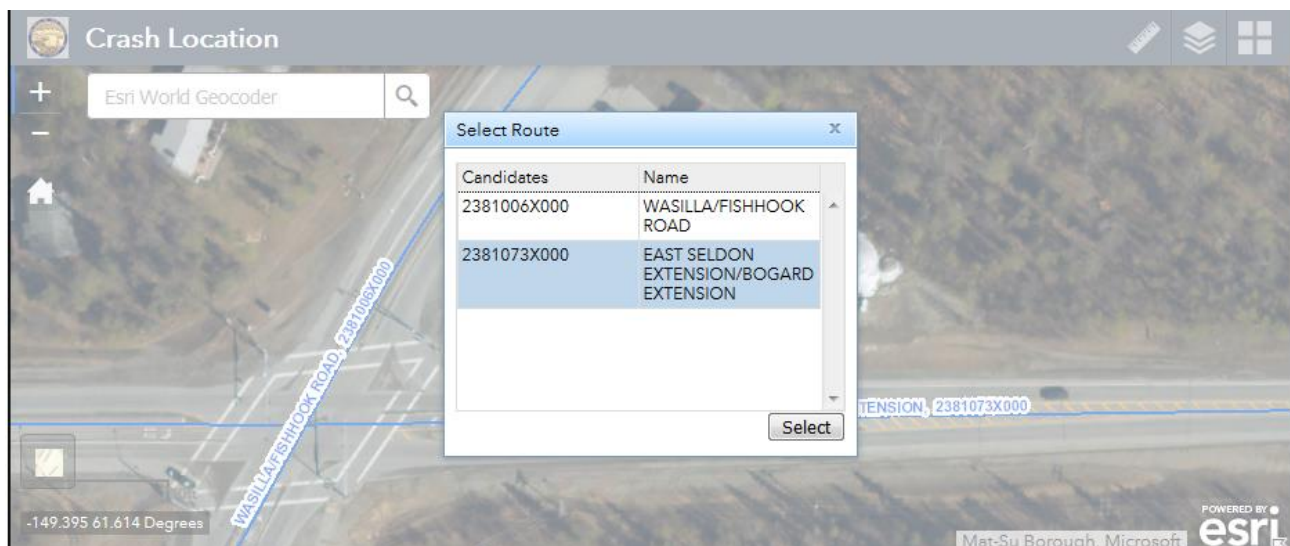 Crash Location
+
Esri World Geocoder
−
Select Route
x
Candidates Name
2381006X000 WASILLA/FISHHOOK
ROAD
2381073X000 EAST SELDON
EXTENSION/BOGARD
EXTENSION
Select
WASILLA/FISHHOOK ROAD, 2381006X000
TENSION, 2381073X000
-149.395 61.614 Degrees
Mat-Su Borough, Microsoft
POWERED BY
esri